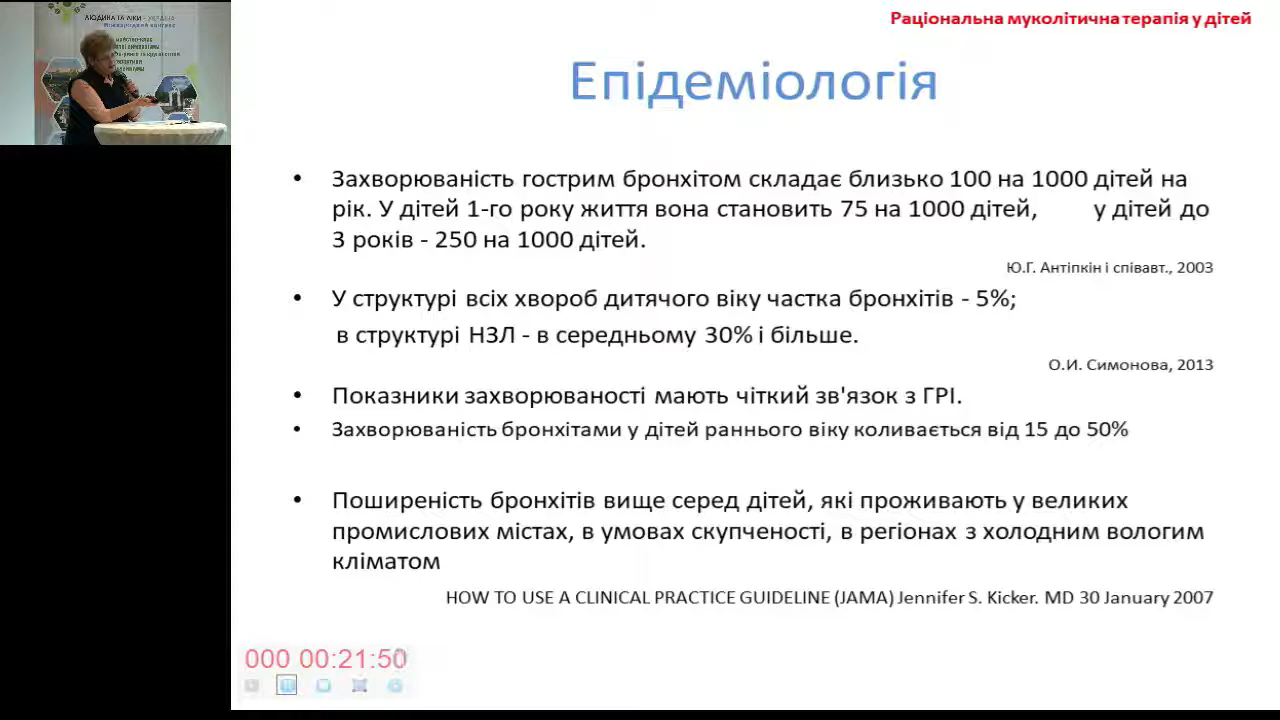 ЛЮДИНА ТА ЛІКИ - УКРАЇНА
Раціональна муколітична терапія у дітей
Епідеміологія
• Захворюваність гострим бронхітом складає близько 100 на 1000 дітей на
рік. У дітей 1-го року життя вона становить 75 на 1000 дітей, у дітей до
3 років - 250 на 1000 дітей.
Ю.Г. Антіпкін і співавт., 2003
• У структурі всіх хвороб дитячого віку частка бронхітів - 5%;
в структурі НЗЛ - в середньому 30% і більше.
О.И. Симонова, 2013
• Показники захворюваності мають чіткий зв'язок з ГРІ.
• Захворюваність бронхітами у дітей раннього віку коливається від 15 до 50%
• Поширеність бронхітів вище серед дітей, які проживають у великих
промислових містах, в умовах скупченості, в регіонах з холодним вологим
кліматом
HOW TO USE A CLINICAL PRACTICE GUIDELINE (JAMA) Jennifer S. Kicker. MD 30 January 2007
000 00:21:50